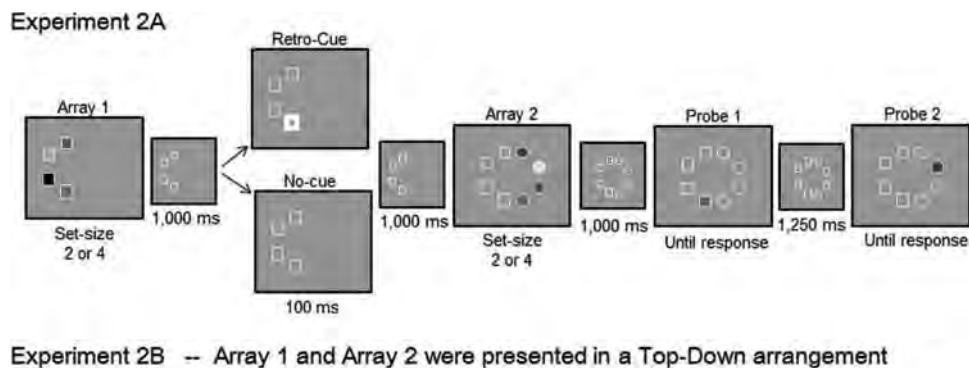 Experiment 2A
Retro-Cue
Array 1
Array 2
Probe 1
Probe 2
No-cue
1,000 ms
1,000 ms
1,000 ms
1,250 ms
Set-size
2 or 4
Set-size
2 or 4
Until response
Until response
100 ms
Experiment 2B -- Array 1 and Array 2 were presented in a Top-Down arrangement